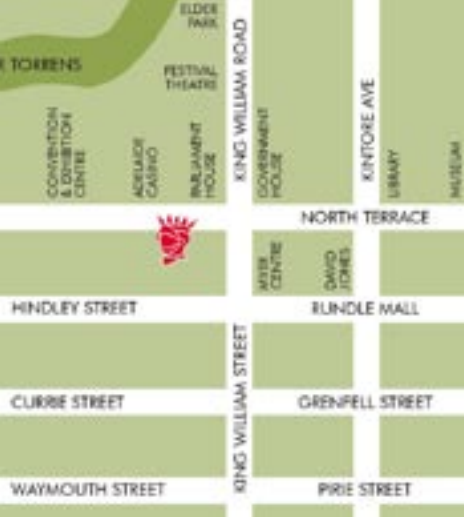 ELDER
PARK
R TORRENS
FESTIVAL
THEATRE
KING WILLIAM ROAD
CONVENTION
& EXHIBITION
CENTRE
ADELAIDE
CASINO
PARLIAMENT
HOUSE
GOVERNMENT
HOUSE
KINTORE AVE
LIBRARY
MUSEUM
NORTH TERRACE
MYER
CENTRE
DAVID
JONES
HINDLEY STREET
RUNDLE MALL
KING WILLIAM STREET
CURRIE STREET
GRENFELL STREET
WAYMOUTH STREET
PIRIE STREET